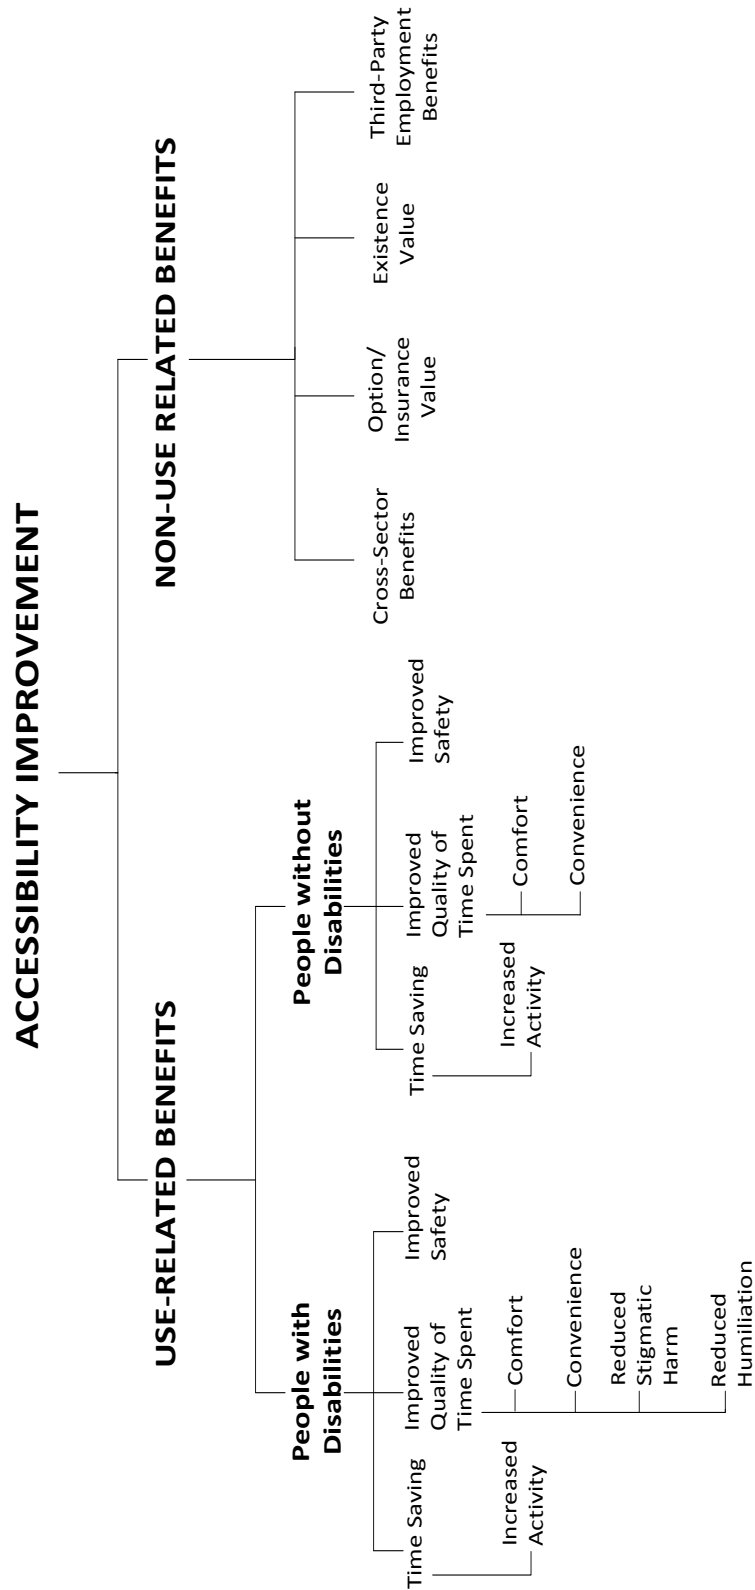 ACCESSIBILITY IMPROVEMENT
USE-RELATED BENEFITS
NON-USE RELATED BENEFITS
People with
Disabilities
People without
Disabilities
Time Saving
Increased
Activity
Improved
Quality of
Time Spent
Comfort
Convenience
Reduced
Stigmatic
Harm
Reduced
Humiliation
Improved
Safety
Time Saving
Increased
Activity
Improved
Quality of
Time Spent
Comfort
Convenience
Improved
Safety
Cross-Sector
Benefits
Option/
Insurance
Value
Existence
Value
Third-Party
Employment
Benefits